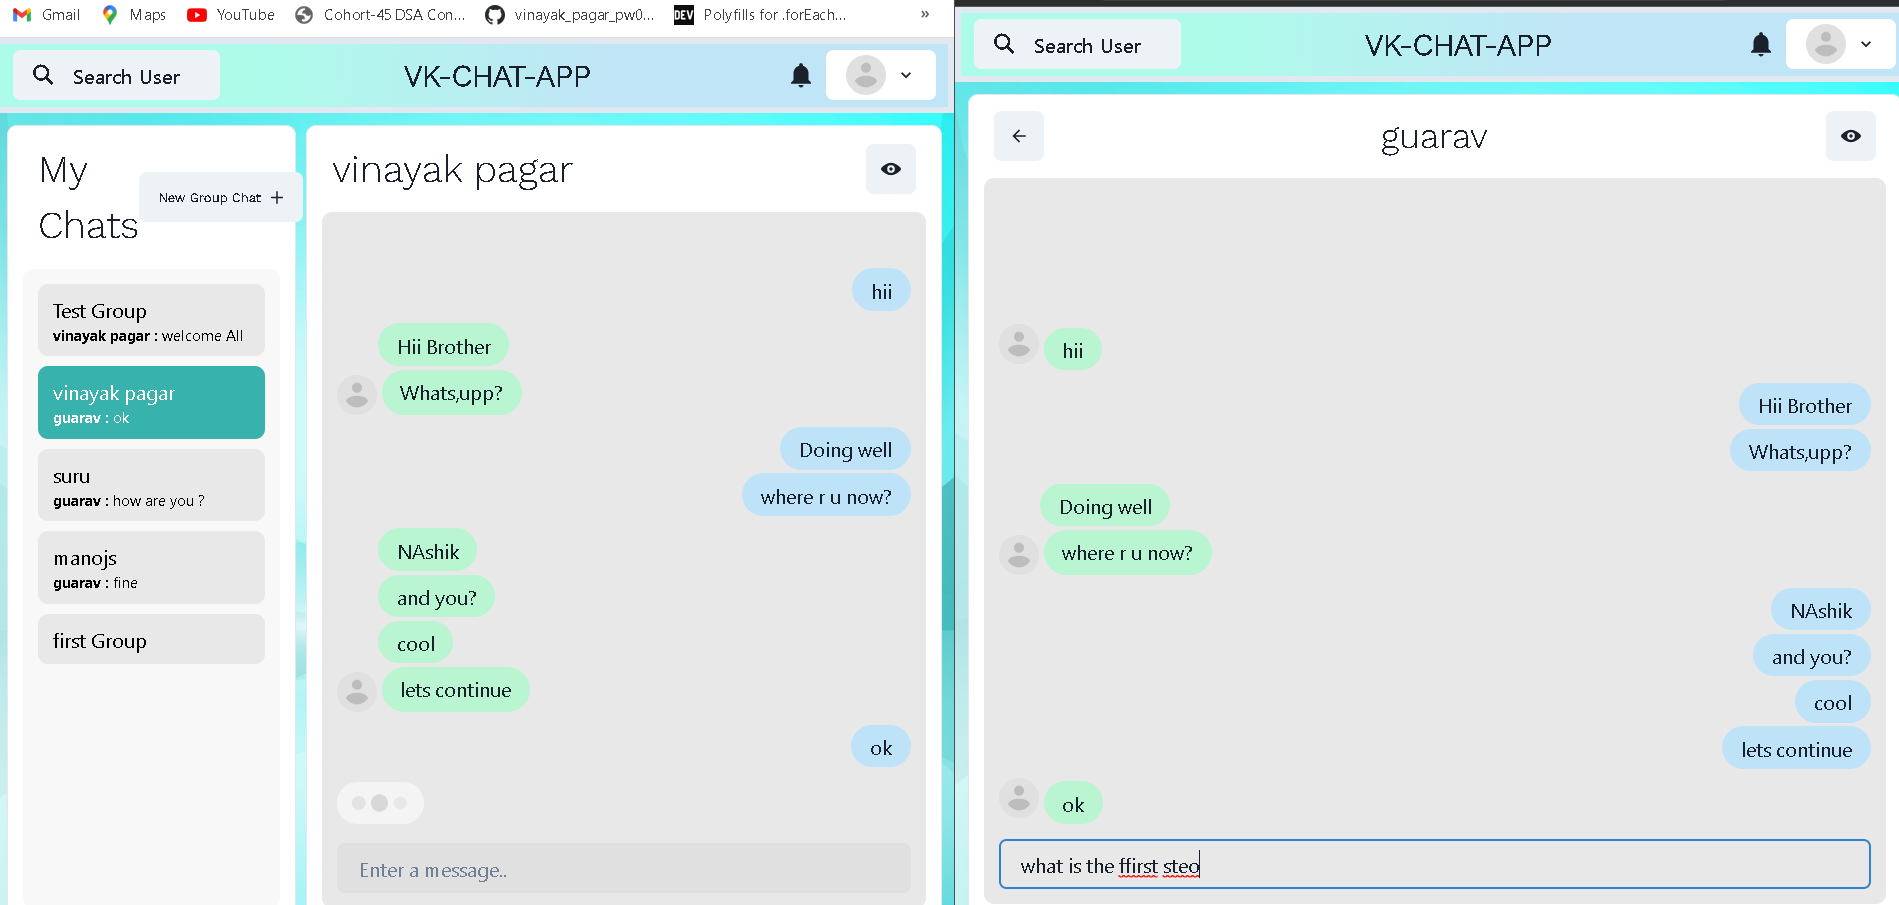 Gmail
Maps
YouTube
Cohort-45 DSA Con...
vinayak_pagar_pw0...
DEV
Polyfills for .forEach...
»
Search User
VK-CHAT-APP
My
Chats
New Group Chat +
Test Group
vinayak pagar : welcome All
vinayak pagar
guarav : ok
suru
guarav : how are you ?
manojs
guarav : fine
first Group
vinayak pagar
hii
Hii Brother
Whats,upp?
Doing well
where r u now?
NAshik
and you?
cool
lets continue
ok
Enter a message..
Search User
VK-CHAT-APP
guarav
hii
Hii Brother
Whats,upp?
Doing well
where r u now?
NAshik
and you?
cool
lets continue
ok
what is the ffirst steo